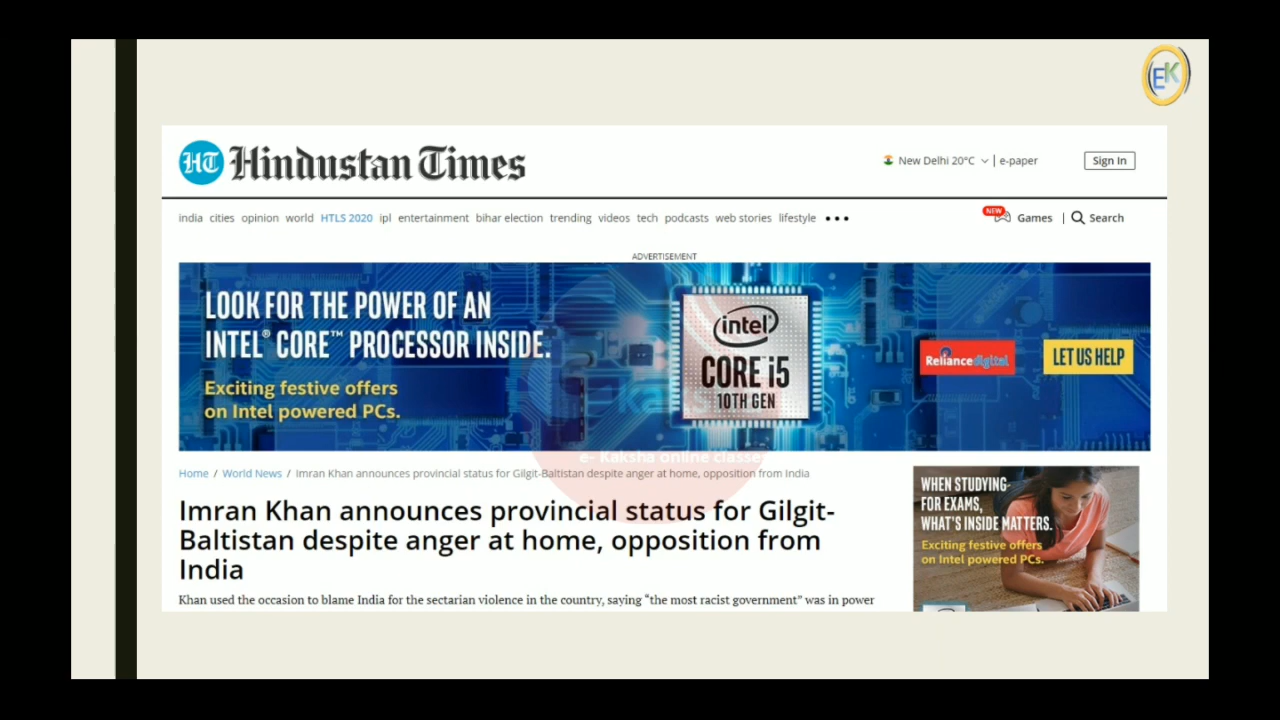 EK
HT Hindustan Times
New Delhi 20°C | e-paper
Sign In
india cities opinion world HTLS 2020 ipl entertainment bihar election trending videos tech podcasts web stories lifestyle •••
NEW Games | Search
ADVERTISEMENT
LOOK FOR THE POWER OF AN
INTEL® CORE™ PROCESSOR INSIDE.
Exciting festive offers
on Intel powered PCs.
intel
CORE i5
10TH GEN
Reliance digital
LET US HELP
e- Kaksha online classe
Home / World News / Imran Khan announces provincial status for Gilgit-Baltistan despite anger at home, opposition from India
Imran Khan announces provincial status for Gilgit-
Baltistan despite anger at home, opposition from
India
Khan used the occasion to blame India for the sectarian violence in the country, saying “the most racist government” was in power
WHEN STUDYING
FOR EXAMS,
WHAT'S INSIDE MATTERS.
Exciting festive offers
on Intel powered PCs.